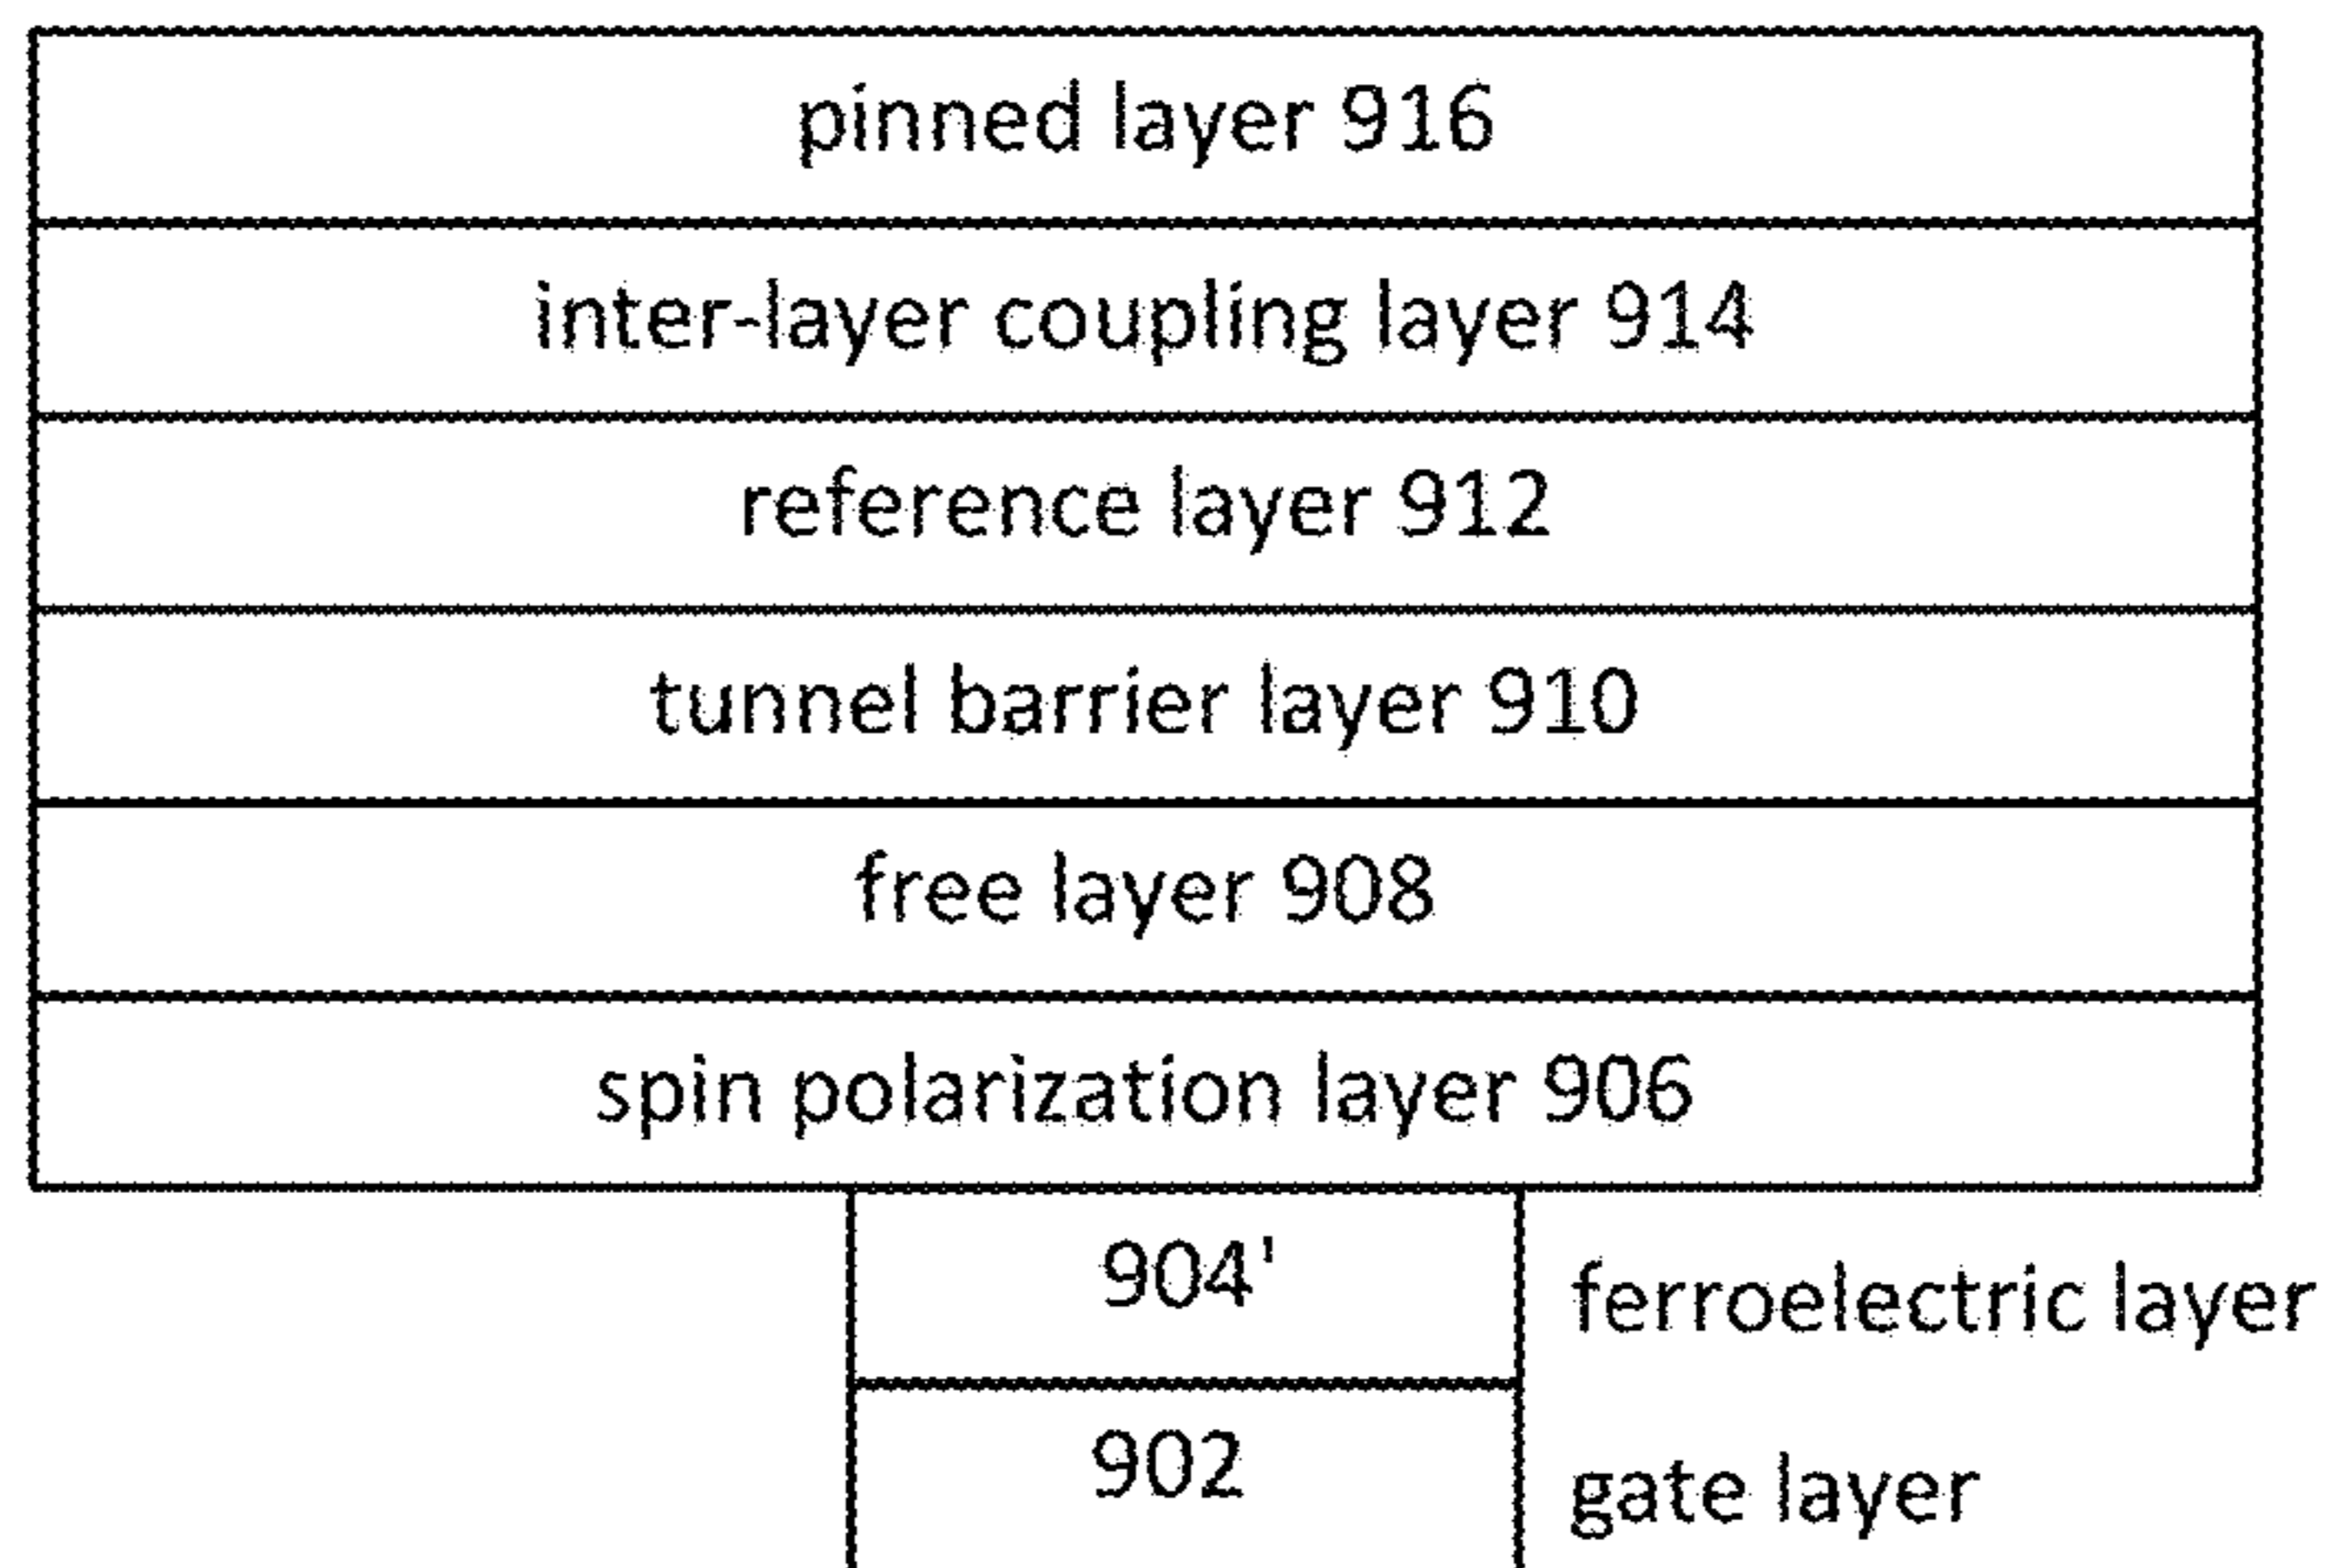 pinned layer 916
inter-layer coupling layer 914
reference layer 912
tunnel barrier layer 910
free layer 908
spin polarization layer 906
904' ferroelectric layer
902 gate layer